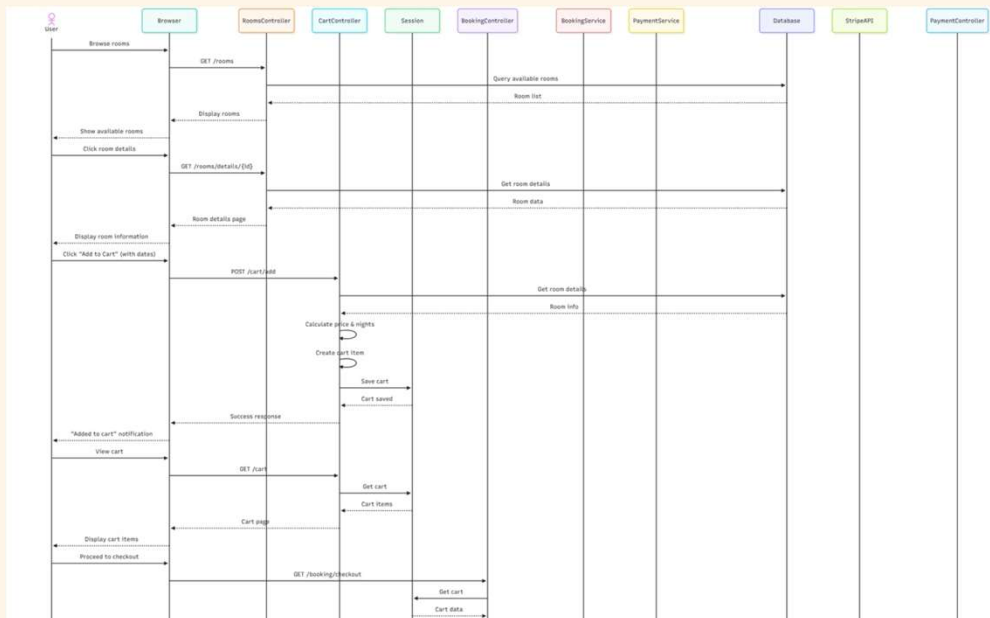 User
Browser
RoomsController
CartController
Session
BookingController
BookingService
PaymentService
Database
StripeAPI
PaymentController
Browse rooms
GET /rooms
Query available rooms
Room list
Display rooms
Show available rooms
Click room details
GET /rooms/details/{id}
Get room details
Room data
Room details page
Display room information
Click "Add to Cart" (with dates)
POST /cart/add
Get room details
Room info
Calculate price & nights
Create cart item
Save cart
Cart saved
Success response
"Added to cart" notification
View cart
GET /cart
Get cart
Cart items
Cart page
Display cart items
Proceed to checkout
GET /booking/checkout
Get cart
Cart data